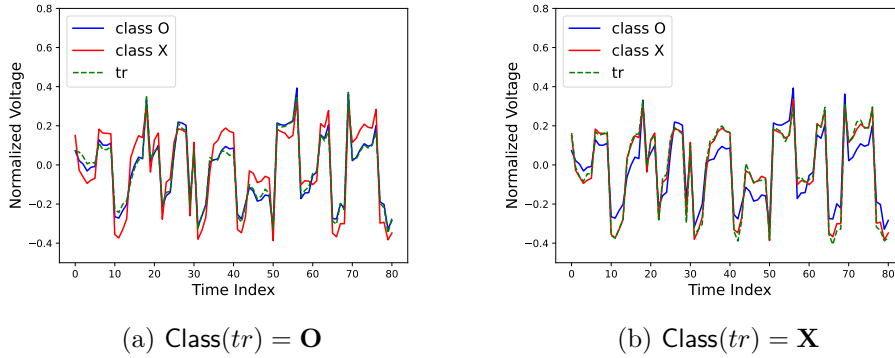 0.8
0.6
0.4
0.2
0.0
−0.2
−0.4
Normalized Voltage
class O
class X
tr
0 10 20 30 40 50 60 70 80
Time Index
(a) Class(tr) = O
0.8
0.6
0.4
0.2
0.0
−0.2
−0.4
Normalized Voltage
class O
class X
tr
0 10 20 30 40 50 60 70 80
Time Index
(b) Class(tr) = X